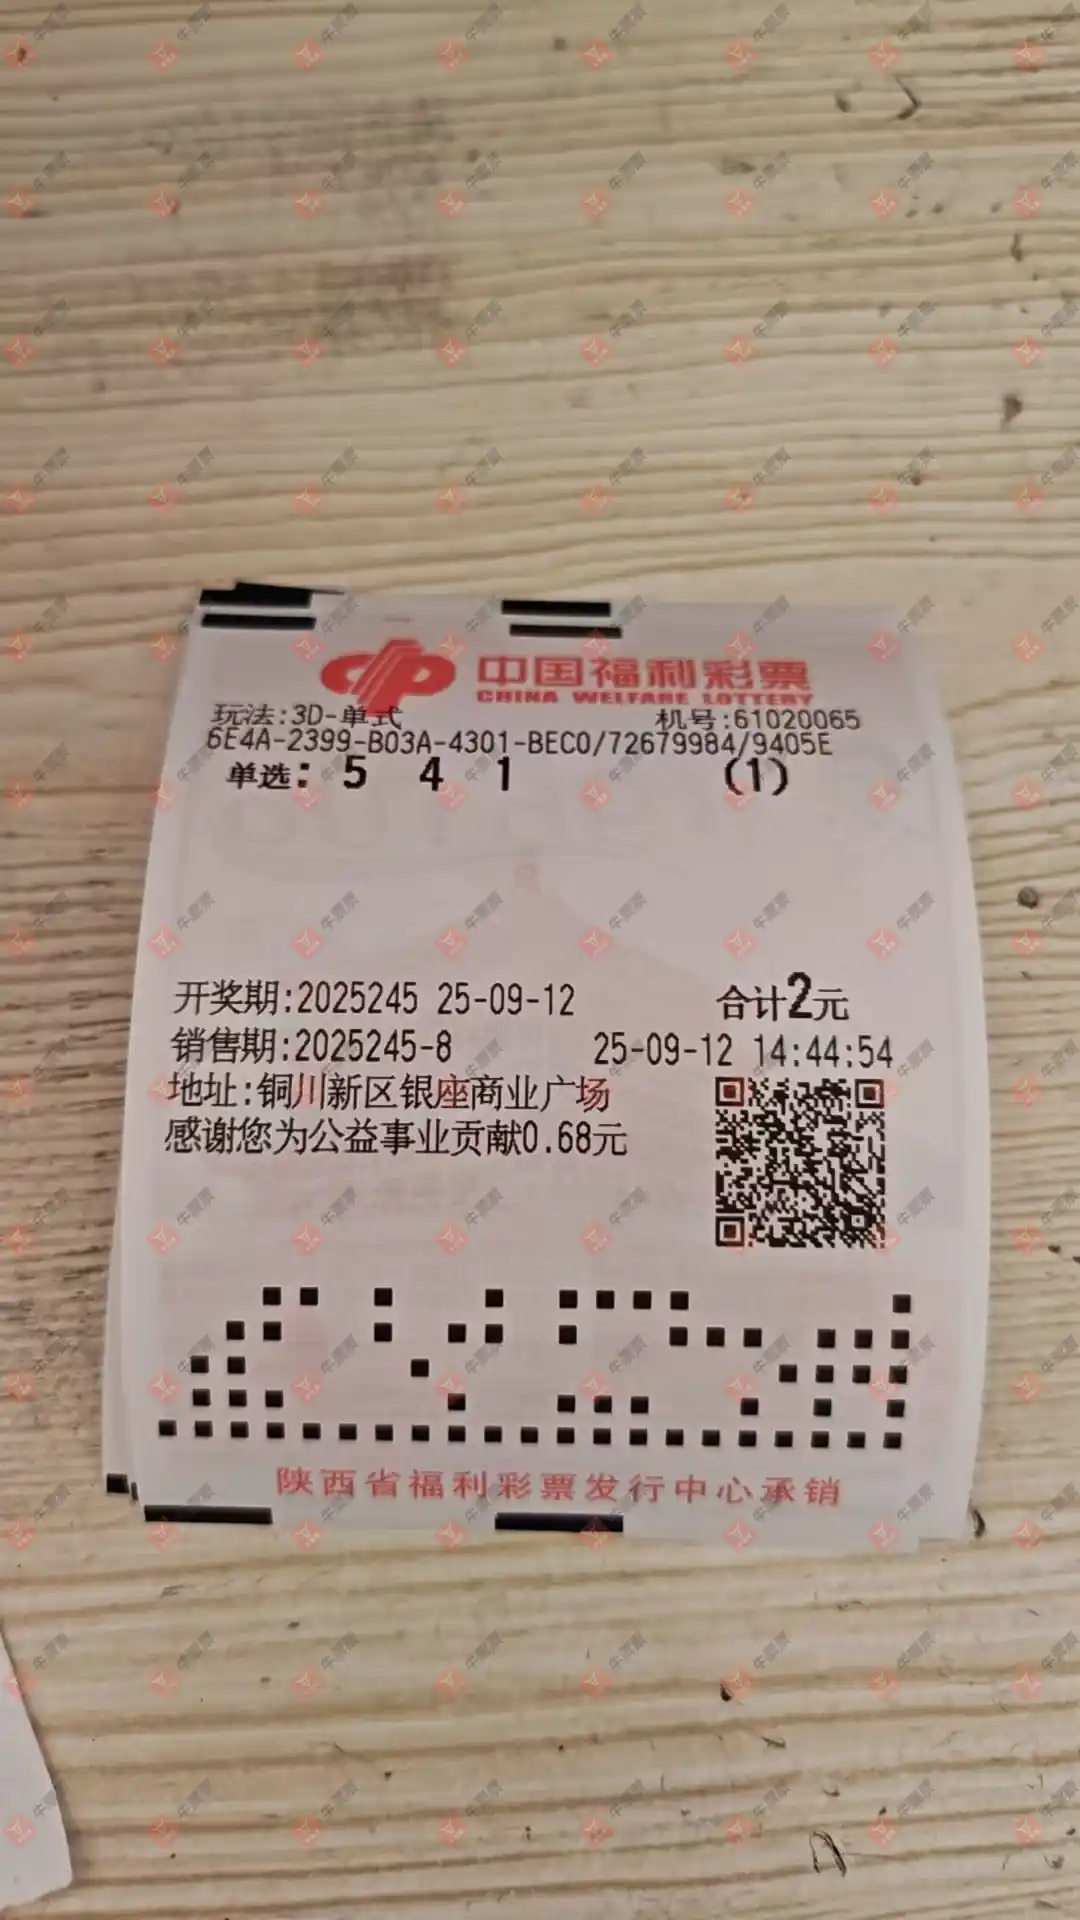 中国福利彩票
CHINA WELFARE LOTTERY
玩法:3D-单式 机号:61020065
6E4A-2399-B03A-4301-BEC0/72679984/9405E
单选: 5 4 1 (1)
开奖期:2025245 25-09-12 合计2元
销售期:2025245-8 25-09-12 14:44:54
地址:铜川新区银座商业广场
感谢您为公益事业贡献0.68元
陕西省福利彩票发行中心承销
牛票票